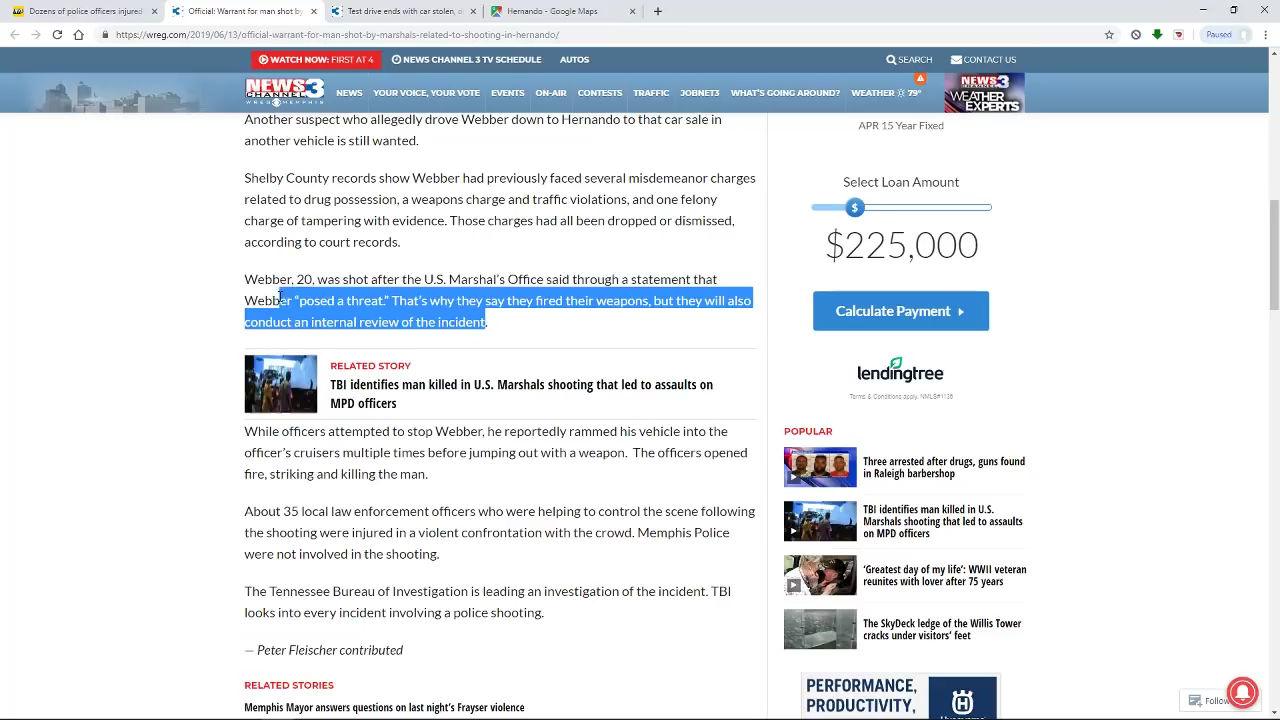 Dozens of police officers injured
Official: Warrant for man shot by
Test drive ends with car stolen, o
Hernando - Google Maps
https://wreg.com/2019/06/13/official-warrant-for-man-shot-by-marshals-related-to-shooting-in-hernando/
Paused
WATCH NOW: FIRST AT 4
NEWS CHANNEL 3 TV SCHEDULE
AUTOS
SEARCH
CONTACT US
NEWS 3
CHANNEL
WREG MEMPHIS
NEWS
YOUR VOICE, YOUR VOTE
EVENTS
ON-AIR
CONTESTS
TRAFFIC
JOBNET3
WHAT'S GOING AROUND?
WEATHER
79°
NEWS 3
CHANNEL
WEATHER
EXPERTS
Another suspect who allegedly drove Webber down to Hernando to that car sale in
another vehicle is still wanted.
Shelby County records show Webber had previously faced several misdemeanor charges
related to drug possession, a weapons charge and traffic violations, and one felony
charge of tampering with evidence. Those charges had all been dropped or dismissed,
according to court records.
Webber, 20, was shot after the U.S. Marshal's Office said through a statement that
Webber “posed a threat.” That's why they say they fired their weapons, but they will also
conduct an internal review of the incident.
RELATED STORY
TBI identifies man killed in U.S. Marshals shooting that led to assaults on
MPD officers
While officers attempted to stop Webber, he reportedly rammed his vehicle into the
officer's cruisers multiple times before jumping out with a weapon. The officers opened
fire, striking and killing the man.
About 35 local law enforcement officers who were helping to control the scene following
the shooting were injured in a violent confrontation with the crowd. Memphis Police
were not involved in the shooting.
The Tennessee Bureau of Investigation is leading an investigation of the incident. TBI
looks into every incident involving a police shooting.
— Peter Fleischer contributed
RELATED STORIES
Memphis Mayor answers questions on last night's Frayser violence
APR 15 Year Fixed
Select Loan Amount
$
$225,000
Calculate Payment
lendingtree
Terms & Conditions apply. NMLS#1136
POPULAR
Three arrested after drugs, guns found
in Raleigh barbershop
TBI identifies man killed in U.S.
Marshals shooting that led to assaults
on MPD officers
‘Greatest day of my life’: WWII veteran
reunites with lover after 75 years
The SkyDeck ledge of the Willis Tower
cracks under visitors' feet
PERFORMANCE,
PRODUCTIVITY,
Follow